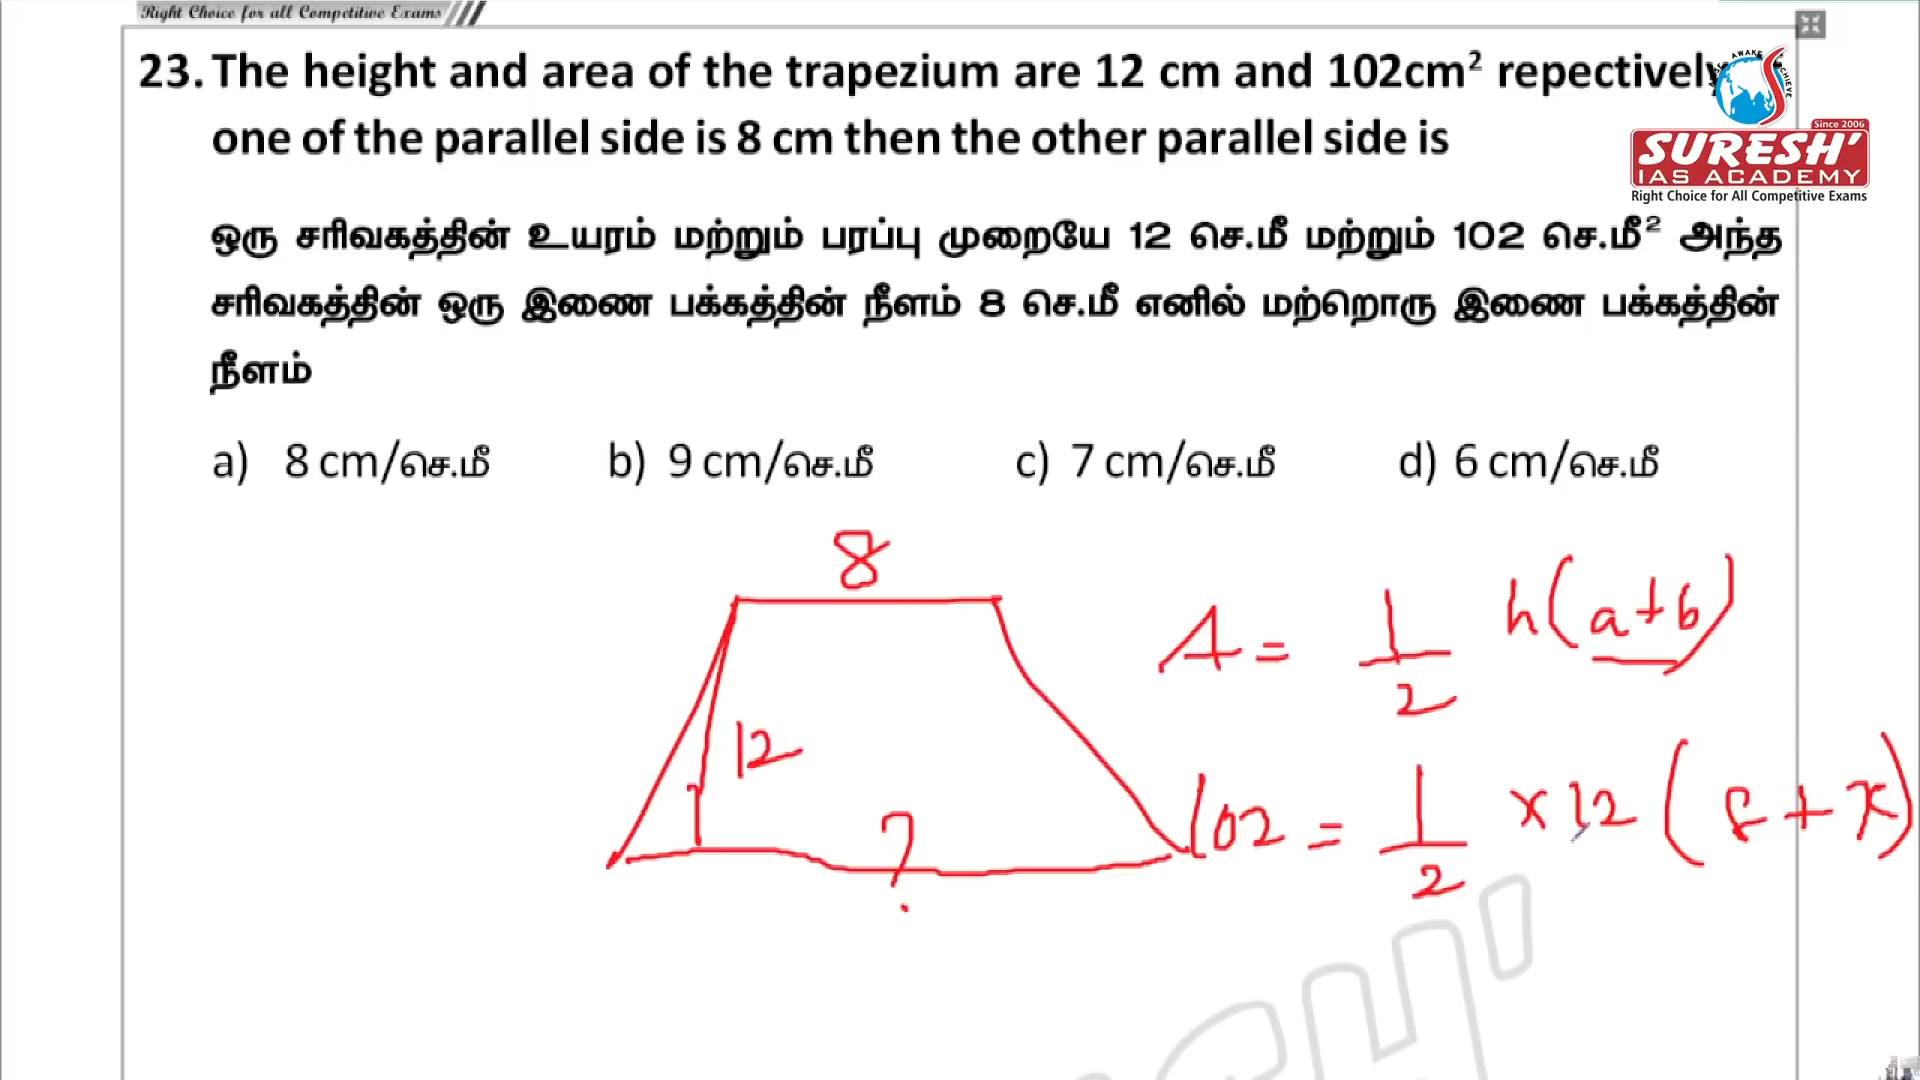 Right Choice for all Competitive Exams
23. The height and area of the trapezium are 12 cm and 102cm² repectively
one of the parallel side is 8 cm then the other parallel side is
SURESH'
Since 2006
IAS ACADEMY
Right Choice for All Competitive Exams
ஒரு சரிவகத்தின் உயரம் மற்றும் பரப்பு முறையே 12 செ.மீ மற்றும் 102 செ.மீ² அந்த
சரிவகத்தின் ஒரு இணை பக்கத்தின் நீளம் 8 செ.மீ எனில் மற்றொரு இணை பக்கத்தின்
நீளம்
a) 8 cm/செ.மீ b) 9 cm/செ.மீ c) 7 cm/செ.மீ d) 6 cm/செ.மீ
8
A = 1/2 h(a+b)
12
102 = 1/2 x12 (8+x)
?